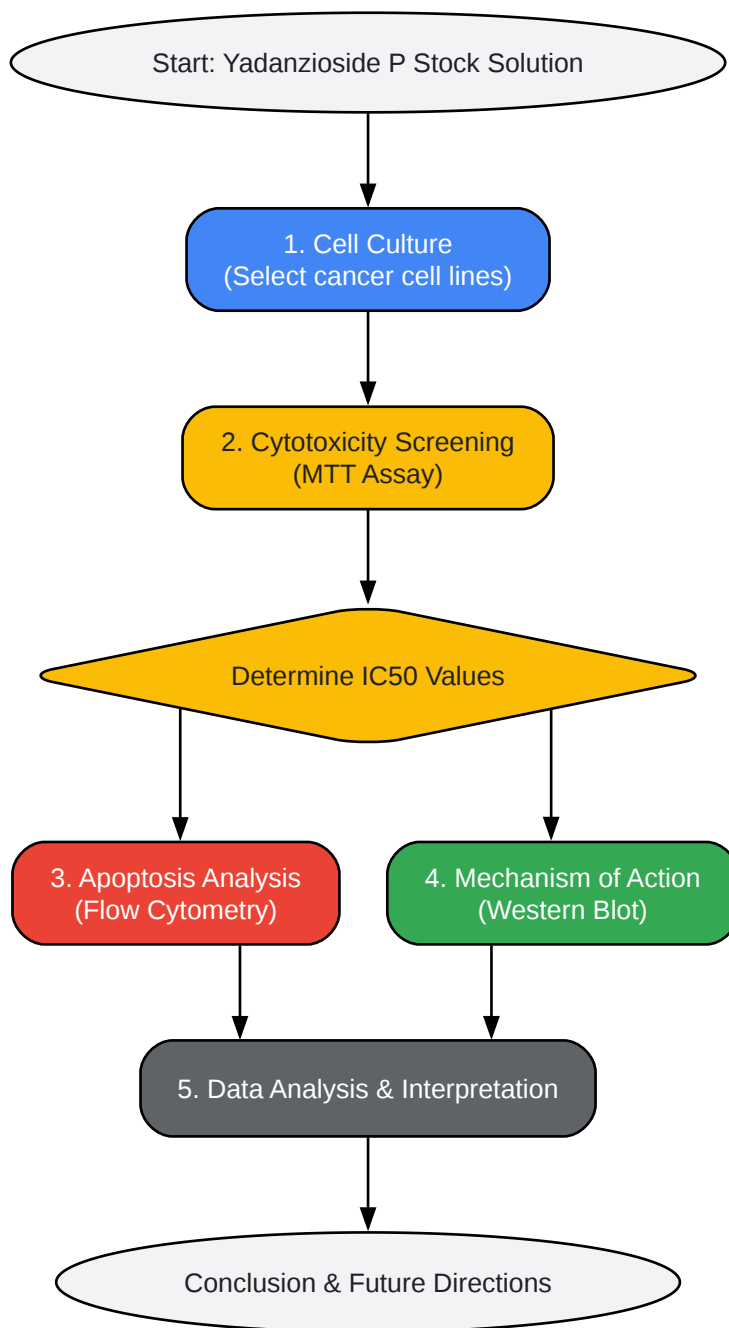 Start: Yadanzioside P Stock Solution
1. Cell Culture
(Select cancer cell lines)
2. Cytotoxicity Screening
(MTT Assay)
Determine IC50 Values
3. Apoptosis Analysis
(Flow Cytometry)
4. Mechanism of Action
(Western Blot)
5. Data Analysis & Interpretation
Conclusion & Future Directions